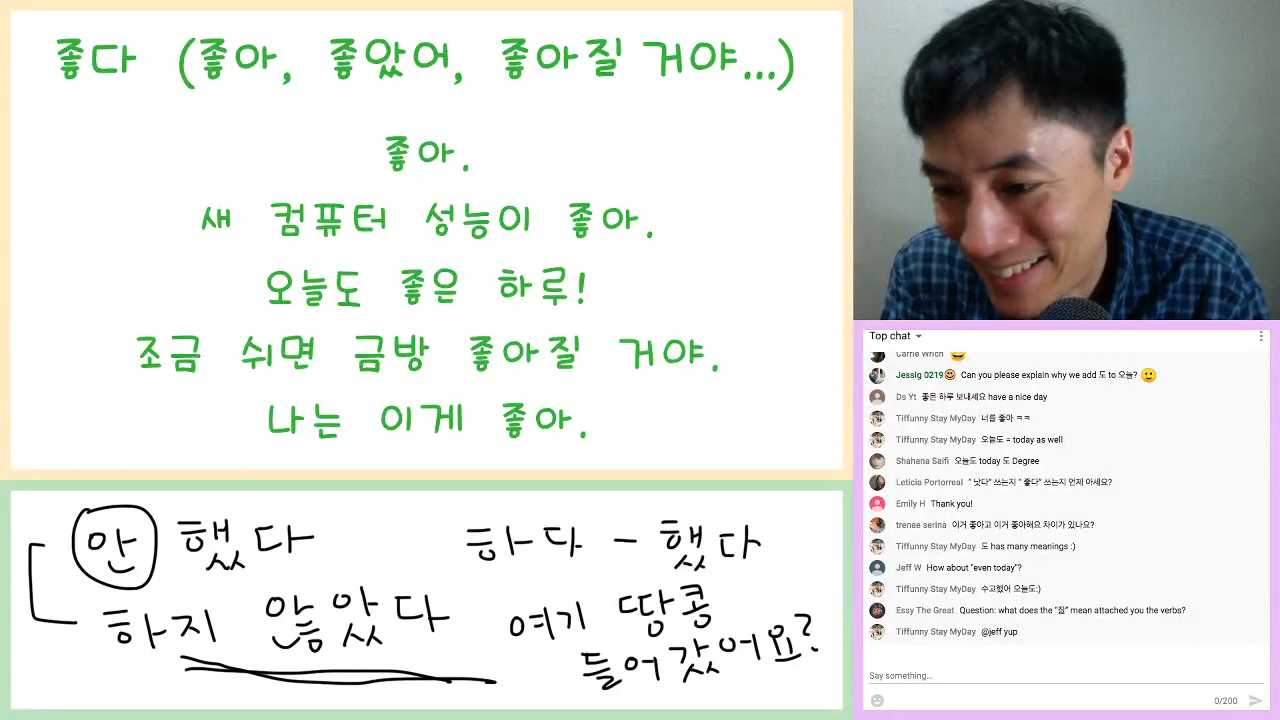 좋다 (좋아, 좋았어, 좋아질 거야...)
좋아.
새 컴퓨터 성능이 좋아.
오늘도 좋은 하루!
조금 쉬면 금방 좋아질 거야.
나는 이게 좋아.
안 했다
하지 않았다
하다 - 했다
여기 땅콩
들어갔어요?
Top chat
Carrie Wrich
Jessig 0219 Can you please explain why we add 도 to 오늘?
Ds Yt 좋은 하루 보내세요 have a nice day
Tiffunny Stay MyDay 너를 좋아 ㅋㅋ
Tiffunny Stay MyDay 오늘도 = today as well
Shahana Saifi 오늘도 today 도 Degree
Leticia Portorreal " 낫다" 쓰는지 " 좋다" 쓰는지 언제 아세요?
Emily H Thank you!
trenae serina 이거 좋아고 이거 좋아해요 차이가 있나요?
Tiffunny Stay MyDay 도 has many meanings :)
Jeff W How about "even today"?
Tiffunny Stay MyDay 수고했어 오늘도:)
Essy The Great Question: what does the "질" mean attached you the verbs?
Tiffunny Stay MyDay @jeff yup
Say something...
0/200